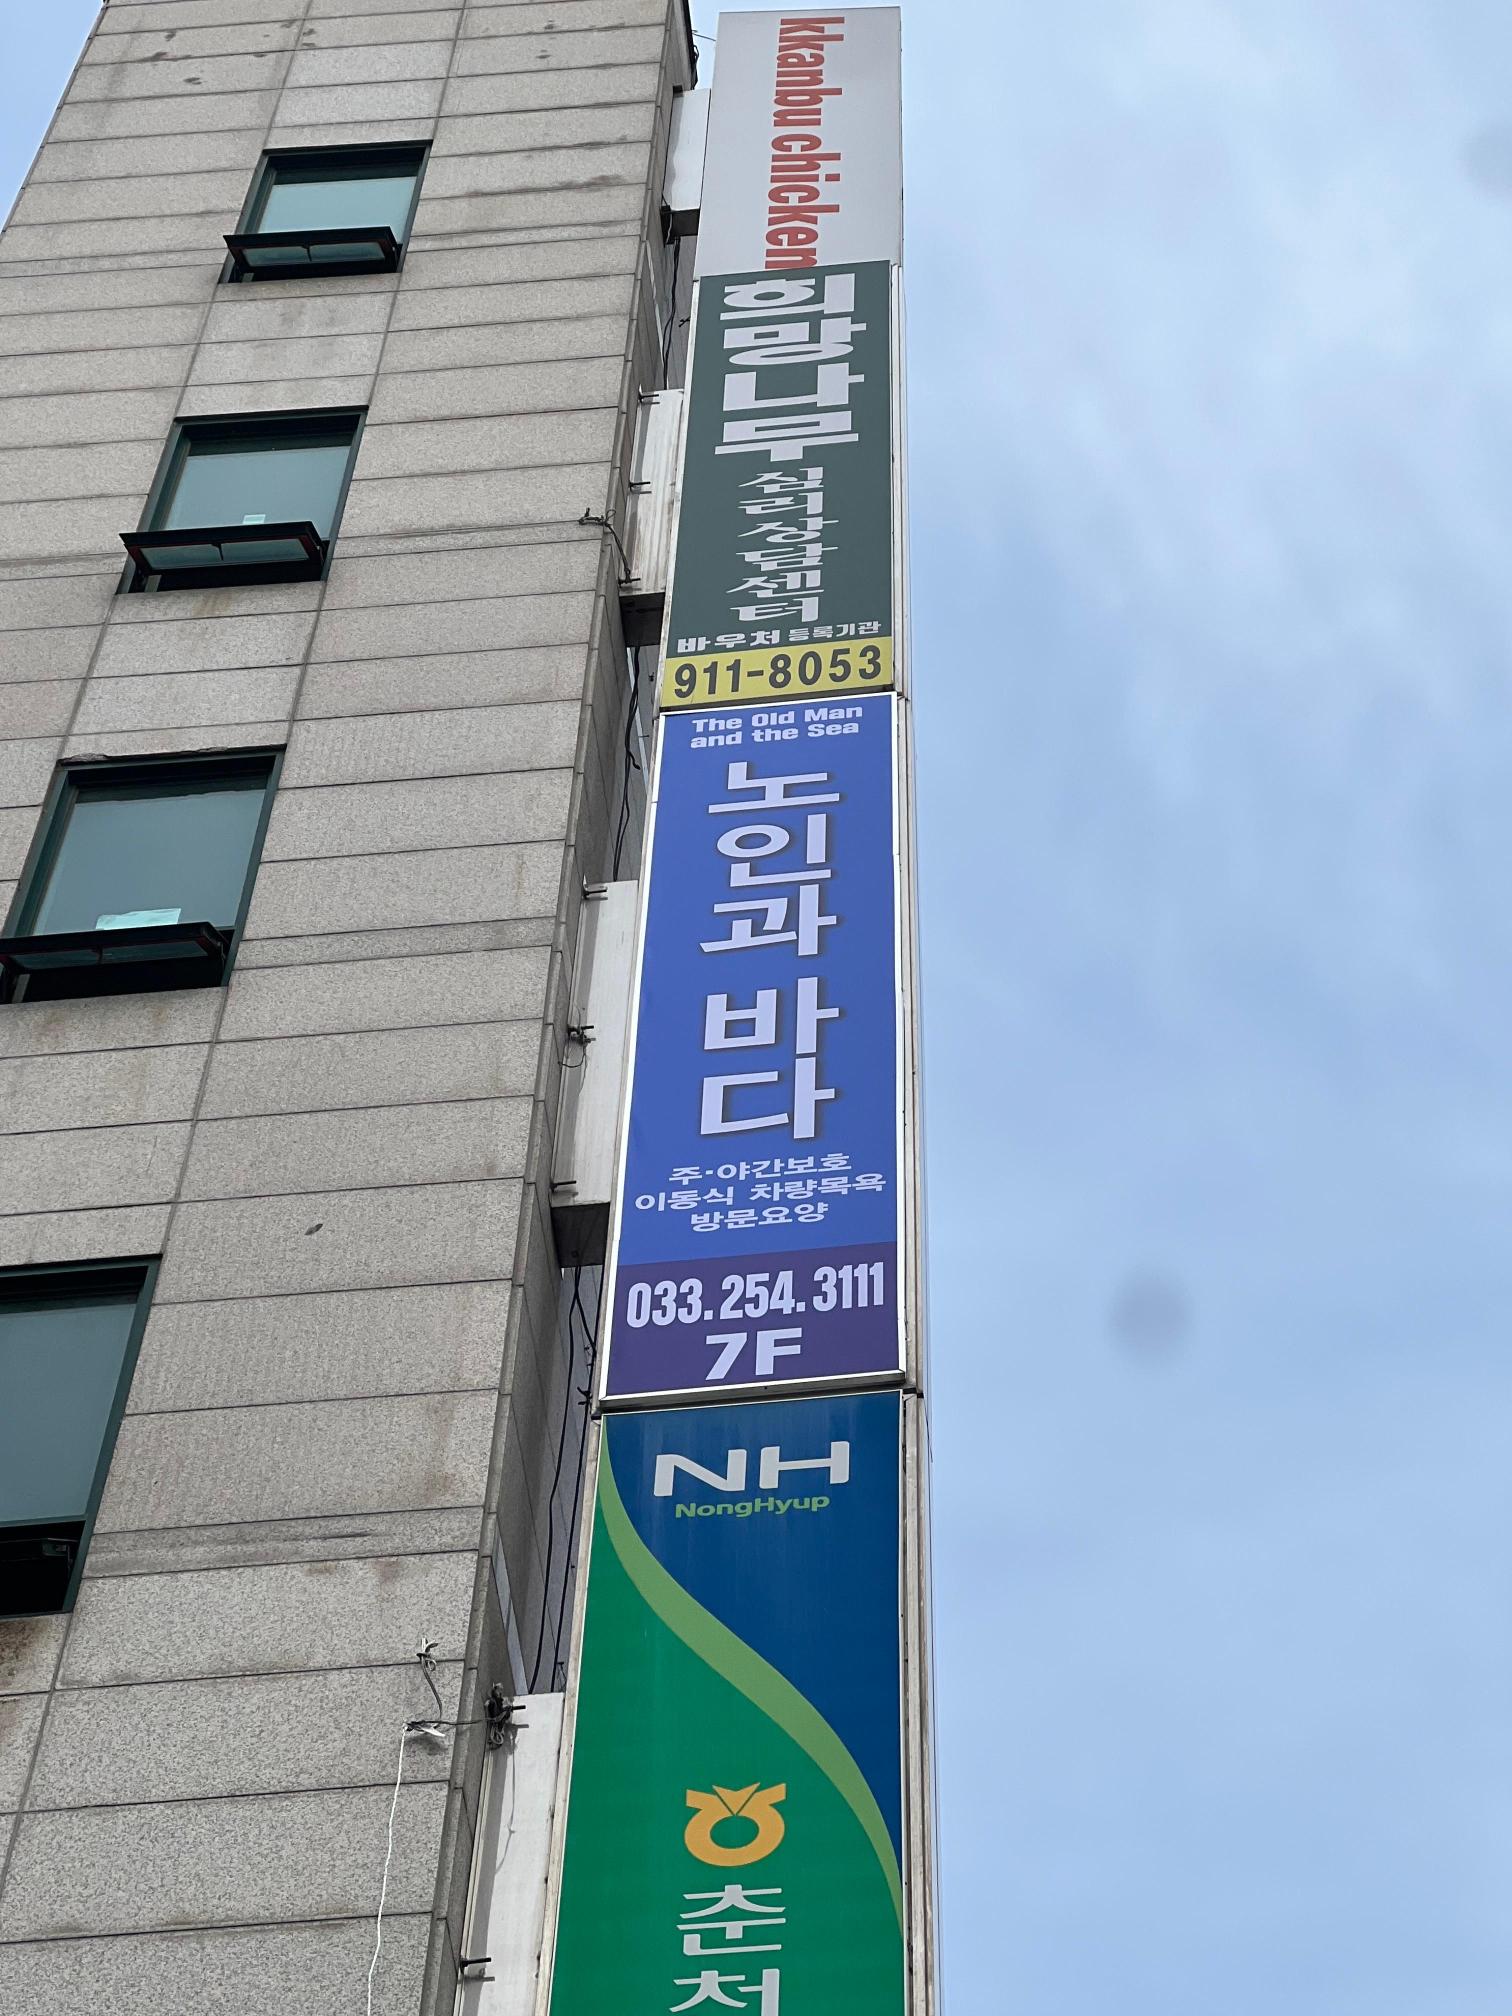 kkanbu chicken
희망나무
심리상담센터
바우처 등록기관
911-8053
The Old Man
and the Sea
노인과 바다
주·야간보호
이동식 차량목욕
방문요양
033.254.3111
7F
NH
NongHyup
춘천